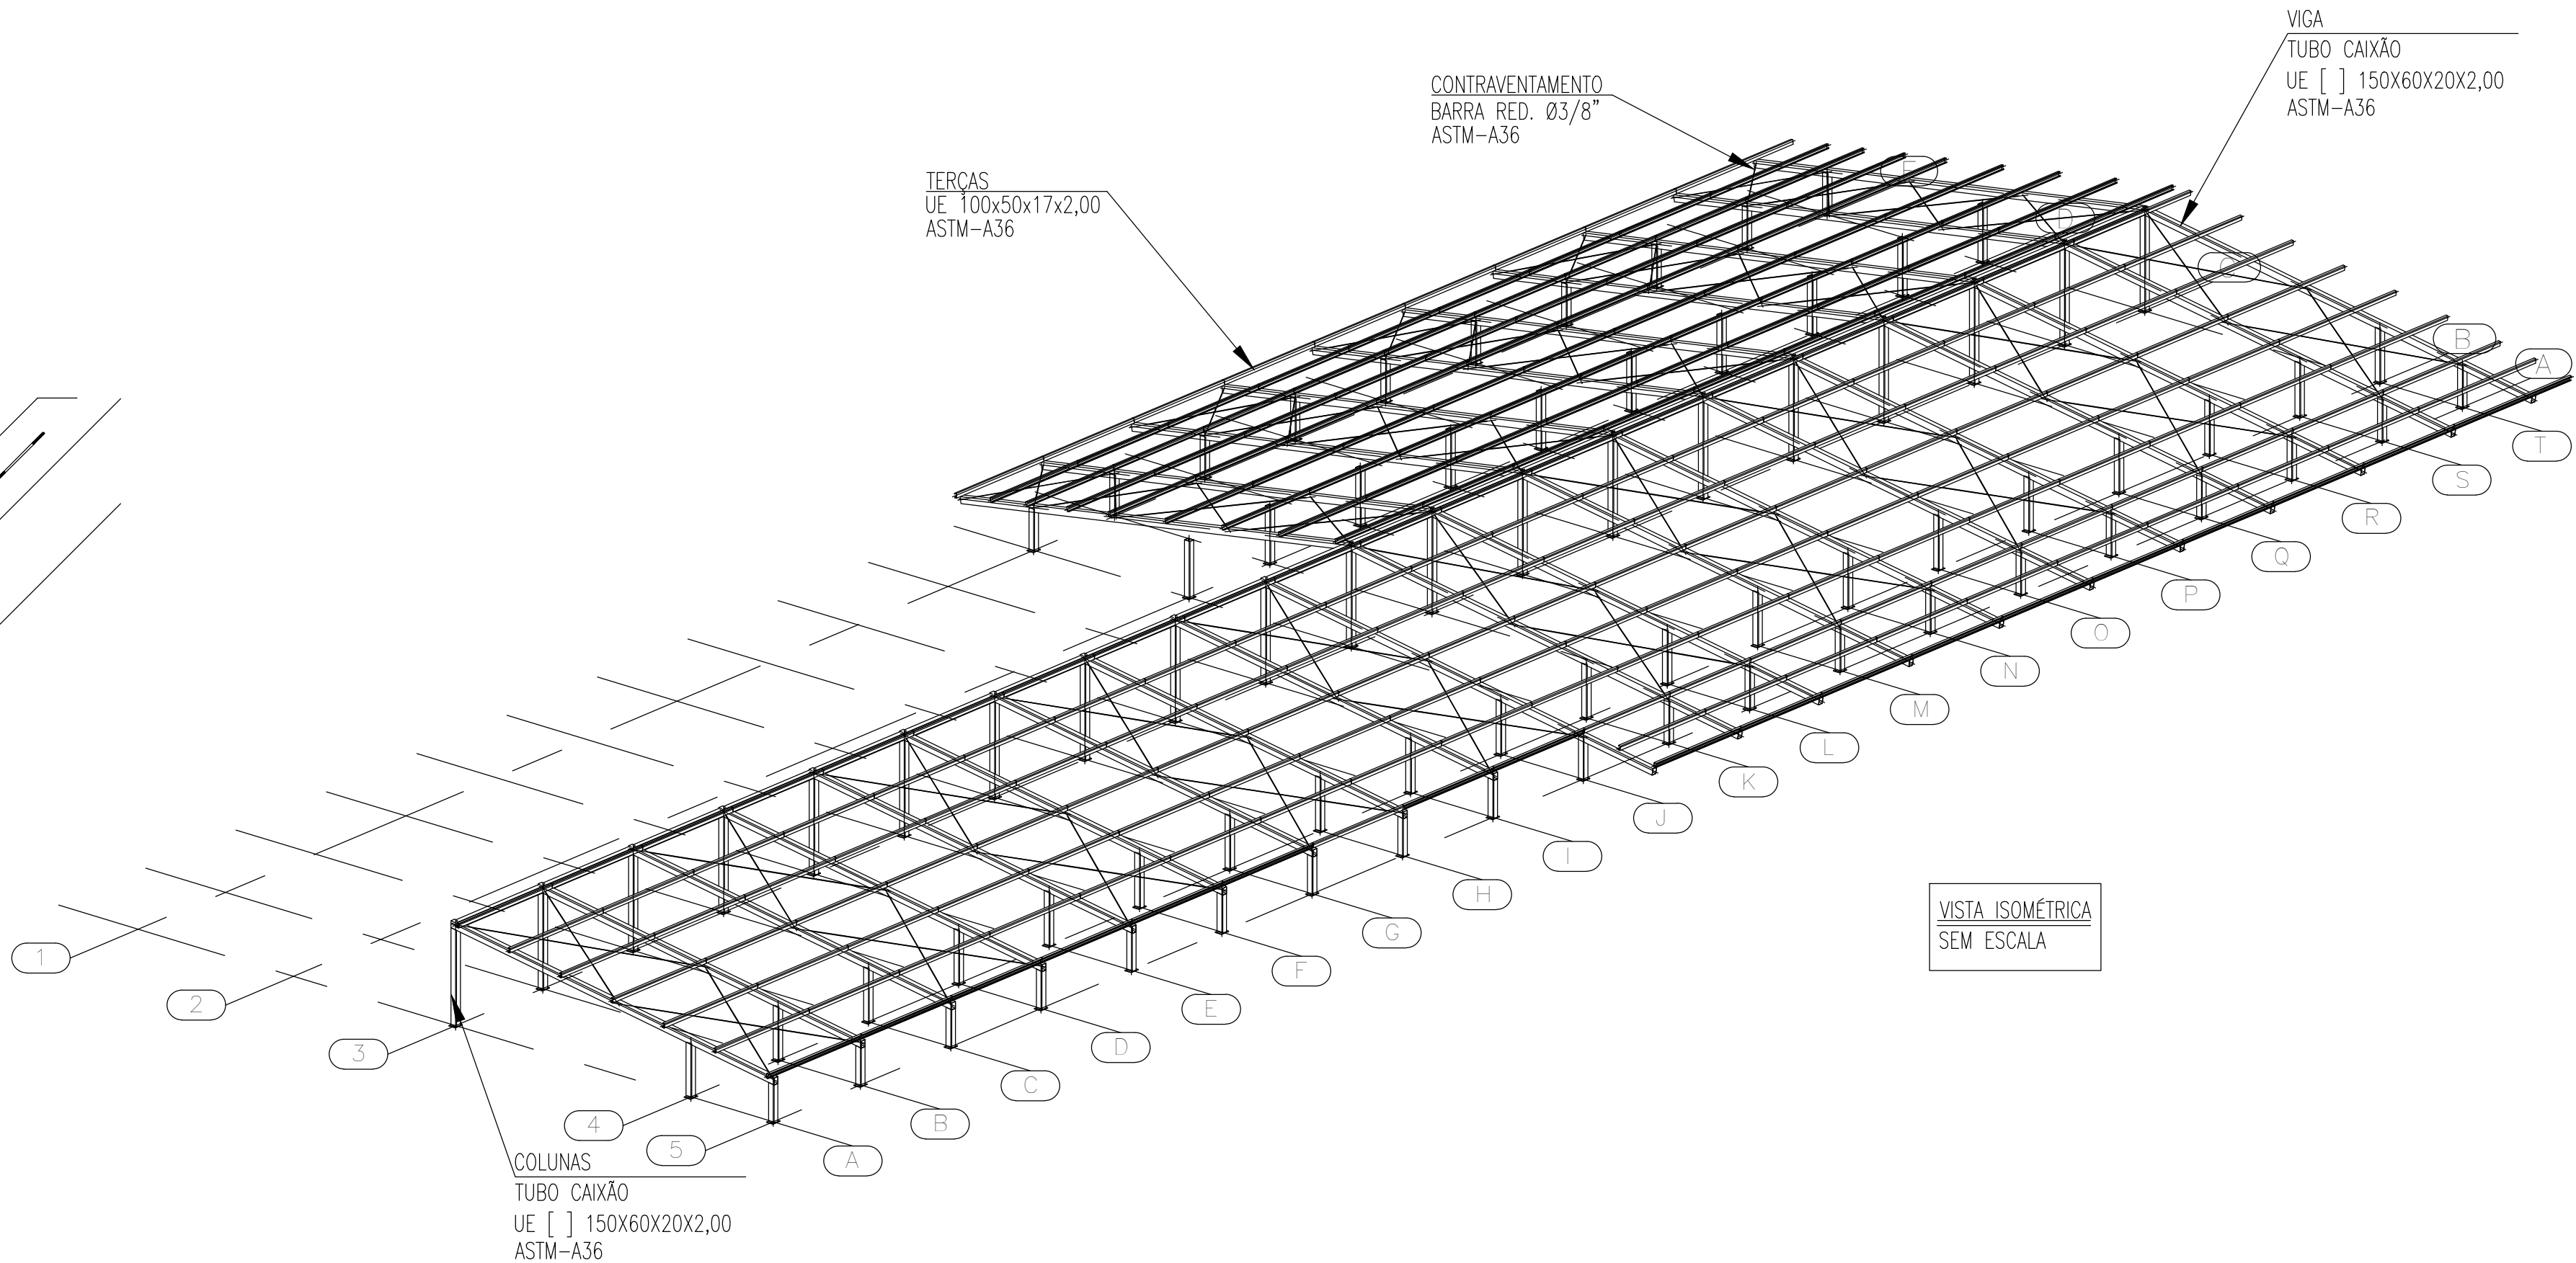 VIGA
TUBO CAIXÃO
UE [ ] 150X60X20X2,00
ASTM-A36
CONTRAVENTAMENTO
BARRA RED. Ø3/8”
ASTM-A36
TERÇAS
UE 100x50x17x2,00
ASTM-A36
E
D
C
B
A
T
S
R
Q
P
O
N
M
L
K
J
I
H
G
F
E
D
C
B
A
1
2
3
4
5
VISTA ISOMÉTRICA
SEM ESCALA
COLUNAS
TUBO CAIXÃO
UE [ ] 150X60X20X2,00
ASTM-A36